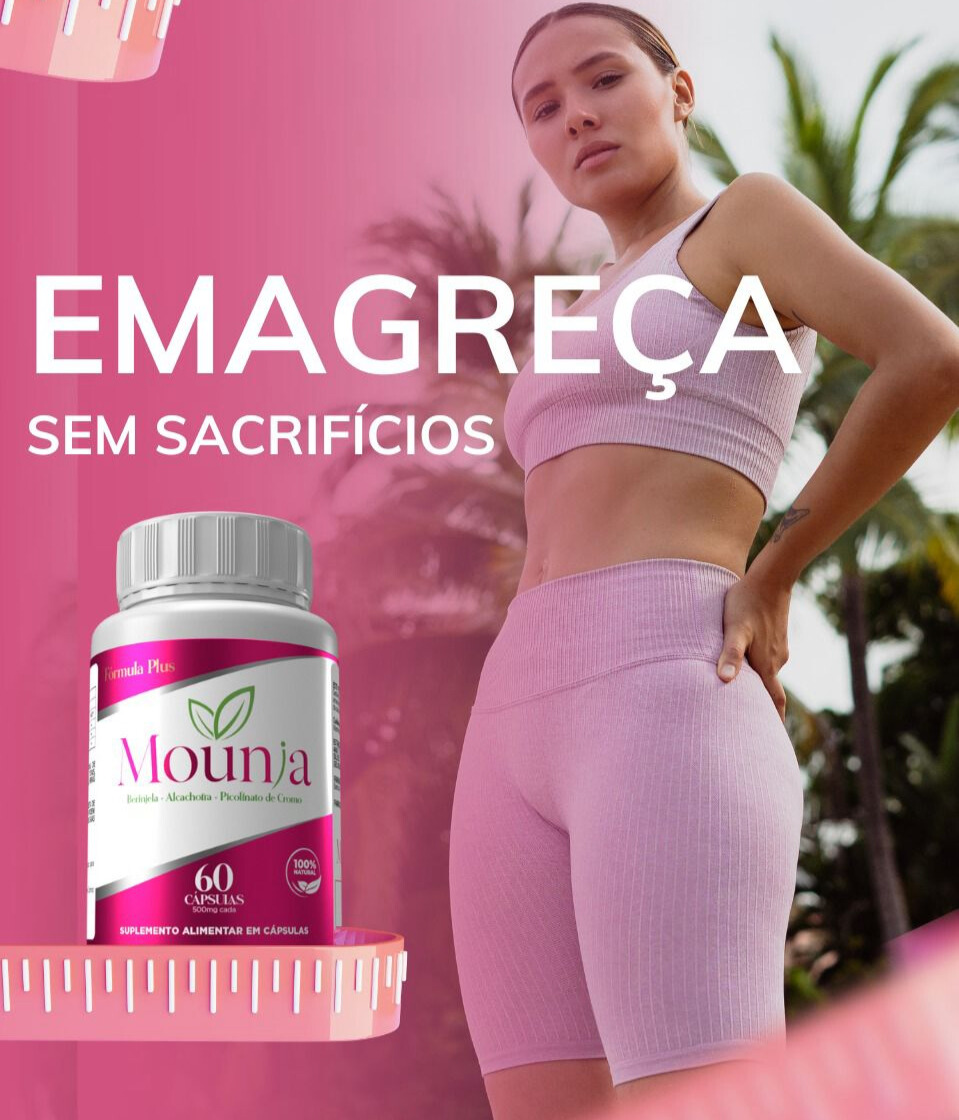 EMAGREÇA
SEM SACRIFÍCIOS
Fórmula Plus
Mounja
Berinjela - Alcachofra - Picolinato de Cromo
60
CÁPSULAS
500mg cada
100%
NATURAL
SUPLEMENTO ALIMENTAR EM CÁPSULAS